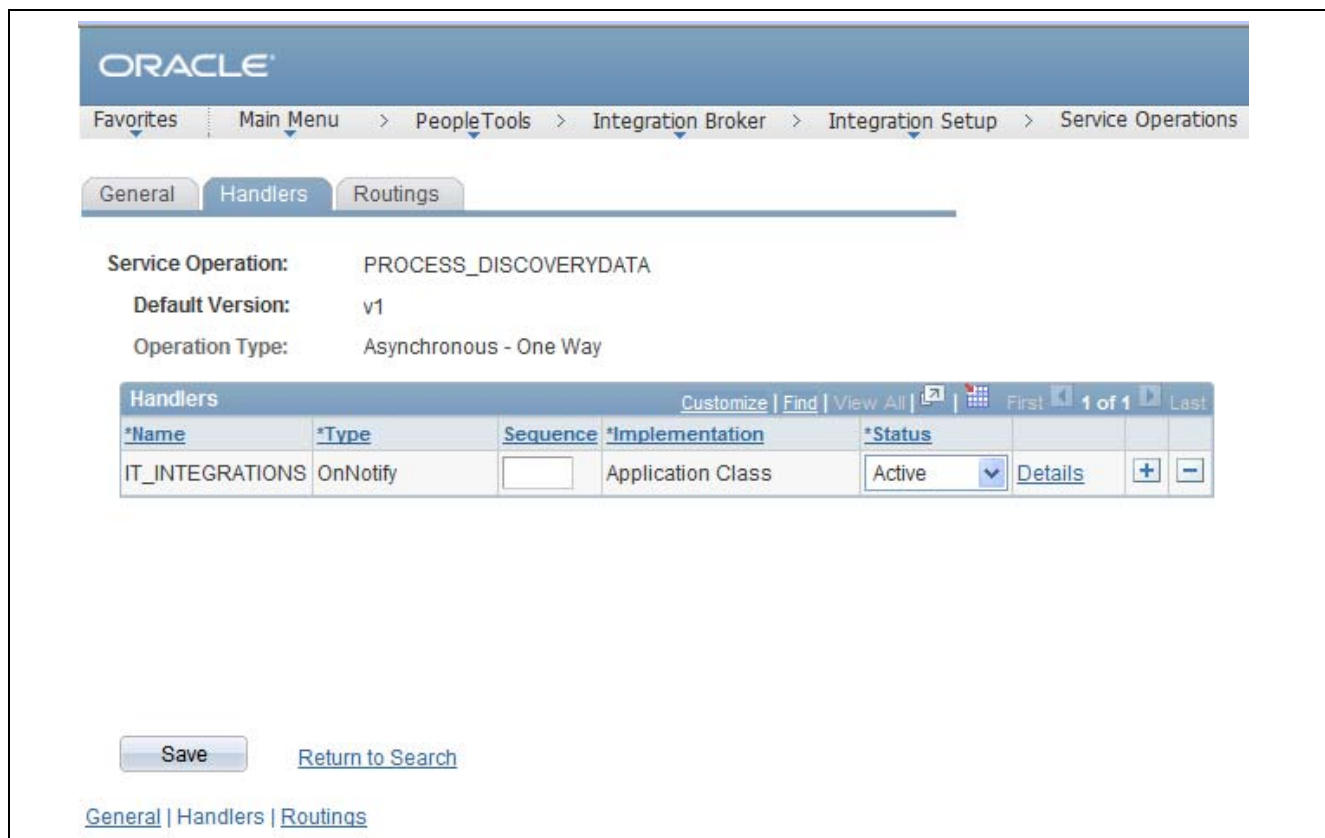 ORACLE®
Favorites Main Menu > PeopleTools > Integration Broker > Integration Setup > Service Operations
General Handlers Routings
Service Operation: PROCESS_DISCOVERYDATA
Default Version: v1
Operation Type: Asynchronous - One Way
Handlers Customize | Find | View All | | First 1 of 1 Last
*Name *Type Sequence *Implementation *Status
IT_INTEGRATIONS OnNotify Application Class Active Details + −
Save Return to Search
General | Handlers | Routings